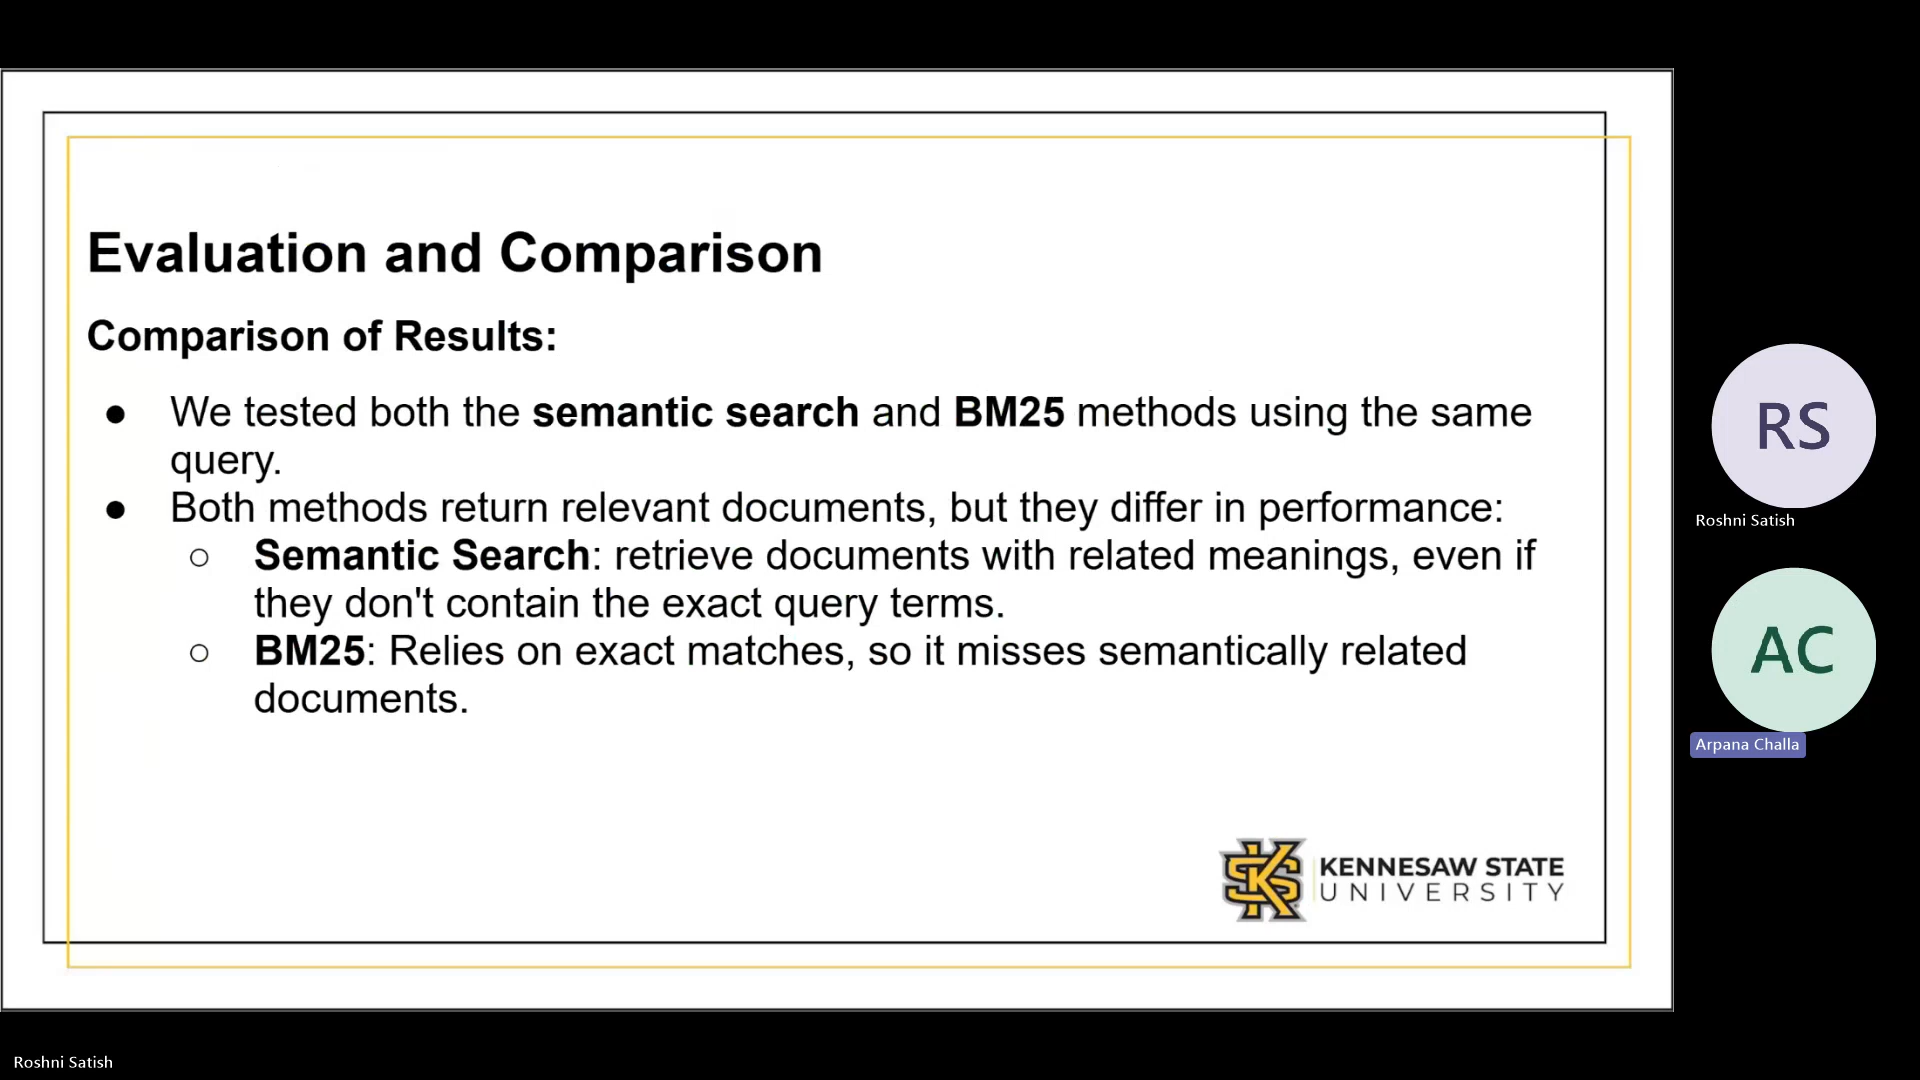 Evaluation and Comparison
Comparison of Results:
● We tested both the semantic search and BM25 methods using the same
query.
● Both methods return relevant documents, but they differ in performance:
○ Semantic Search: retrieve documents with related meanings, even if
they don't contain the exact query terms.
○ BM25: Relies on exact matches, so it misses semantically related
documents.
KENNESAW STATE
UNIVERSITY
RS
Roshni Satish
AC
Arpana Challa
Roshni Satish